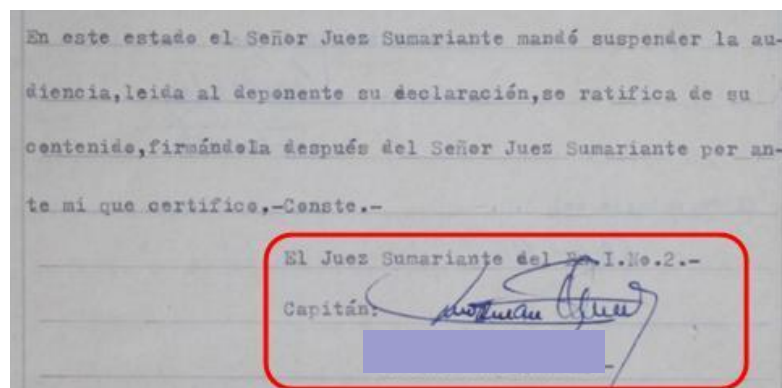 En este estado el Señor Juez Sumariante mandó suspender la au-
diencia,leida al deponente su declaración,se ratifica de su
contenido,firmándola después del Señor Juez Sumariante por an-
te mi que certifico.-Conste.-
El Juez Sumariante del I.No.2.-
Capitán: